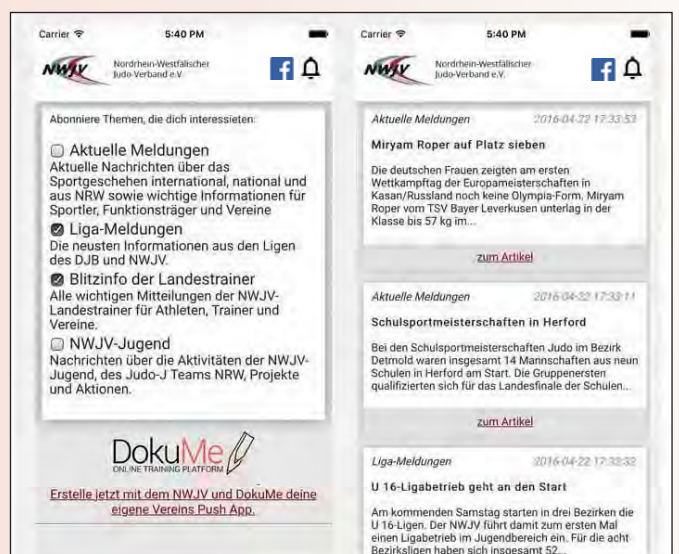 Carrier 5:40 PM
NWJV Nordrhein-Westfälischer
Judo-Verband e.V.
Abonniere Themen, die dich interessieten:
Aktuelle Meldungen
Aktuelle Nachrichten über das
Sportgeschehen international, national und
aus NRW sowie wichtige Informationen für
Sportler, Funktionsträger und Vereine
Liga-Meldungen
Die neusten Informationen aus den Ligen
des DJB und NWJV.
Blitzinfo der Landestrainer
Alle wichtigen Mitteilungen der NWJV-
Landestrainer für Athleten, Trainer und
Vereine.
NWJV-Jugend
Nachrichten über die Aktivitäten der NWJV-
Jugend, des Judo-J Teams NRW, Projekte
und Aktionen.
DokuMe
ONLINE TRAINING PLATFORM
Erstelle jetzt mit dem NWJV und DokuMe deine
eigene Vereins Push App.
Carrier 5:40 PM
NWJV Nordrhein-Westfälischer
Judo-Verband e.V.
Aktuelle Meldungen 2016-04-22 17:33:53
Miryam Roper auf Platz sieben
Die deutschen Frauen zeigten am ersten
Wettkampftag der Europameisterschaften in
Kasan/Russland noch keine Olympia-Form. Miryam
Roper vom TSV Bayer Leverkusen unterlag in der
Klasse bis 57 kg im...
zum Artikel
Aktuelle Meldungen 2016-04-22 17:33:11
Schulsportmeisterschaften in Herford
Bei den Schulsportmeisterschaften Judo im Bezirk
Detmold waren insgesamt 14 Mannschaften aus neun
Schulen in Herford am Start. Die Gruppenersten
qualifizierten sich für das Landesfinale der Schulen...
zum Artikel
Liga-Meldungen 2016-04-22 17:32:32
U 16-Ligabetrieb geht an den Start
Am kommenden Samstag starten in drei Bezirken die
U 16-Ligen. Der NWJV führt damit zum ersten Mal
einen Ligabetrieb im Jugendbereich ein. Für die acht
Bezirksligen haben sich insgesamt 52...